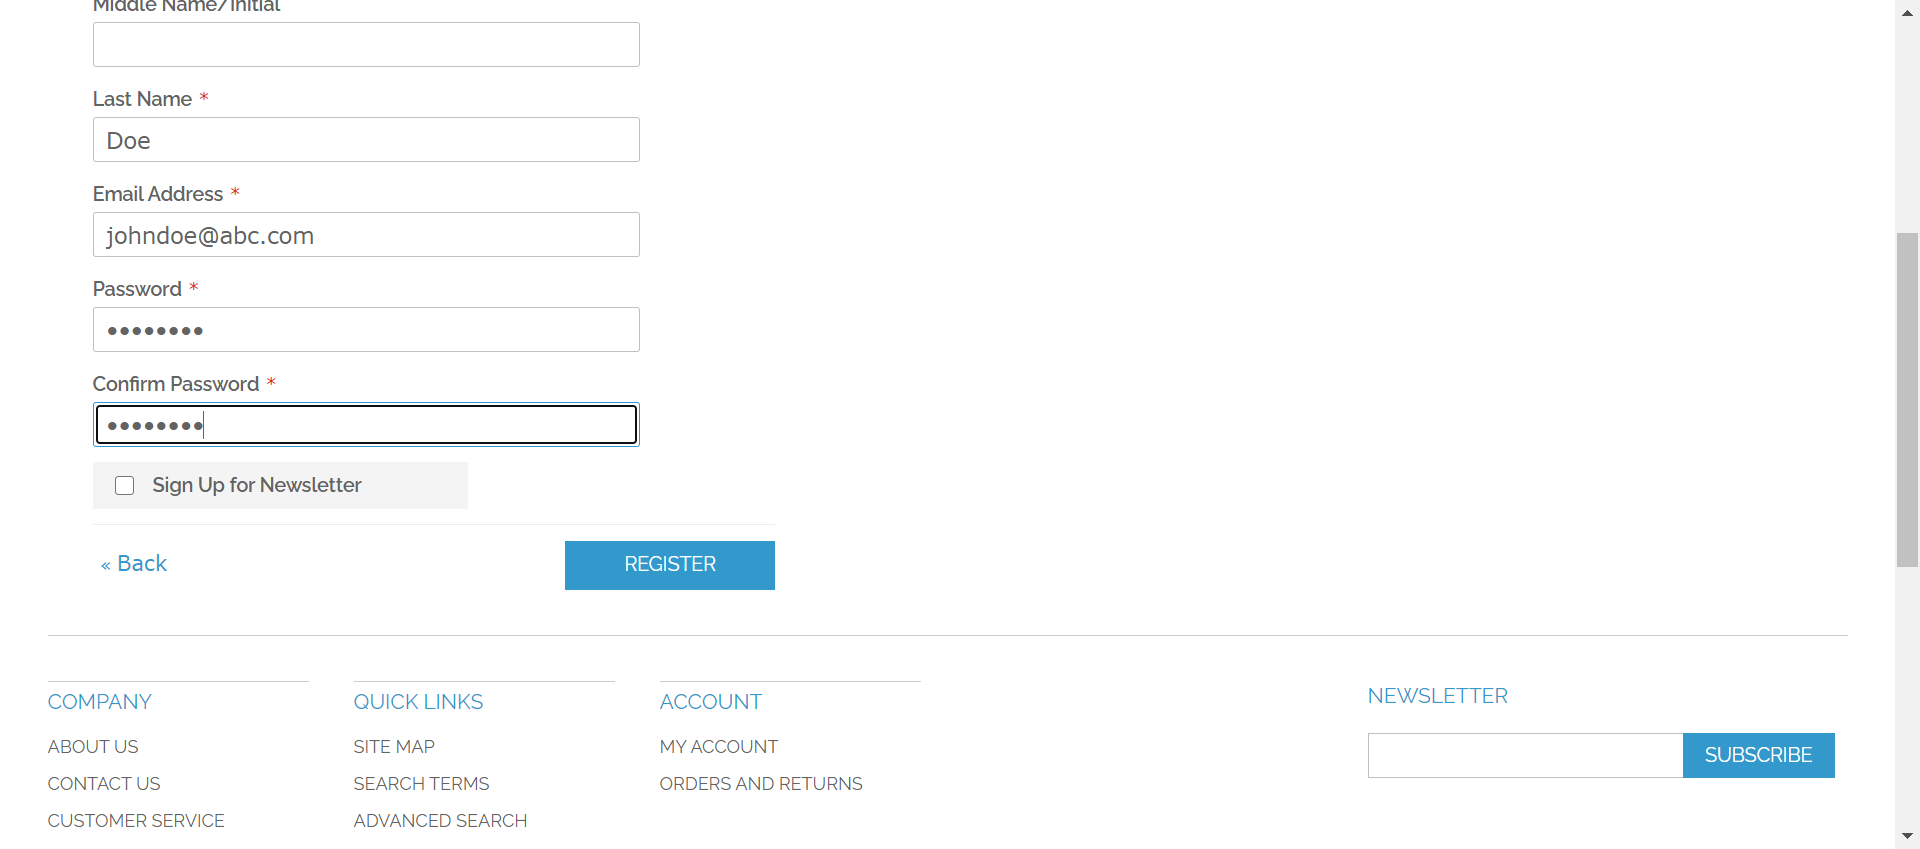 Middle Name/Initial
Last Name *
Doe
Email Address *
johndoe@abc.com
Password *
••••••••
Confirm Password *
••••••••
Sign Up for Newsletter
« Back
REGISTER
COMPANY
ABOUT US
CONTACT US
CUSTOMER SERVICE
QUICK LINKS
SITE MAP
SEARCH TERMS
ADVANCED SEARCH
ACCOUNT
MY ACCOUNT
ORDERS AND RETURNS
NEWSLETTER
SUBSCRIBE